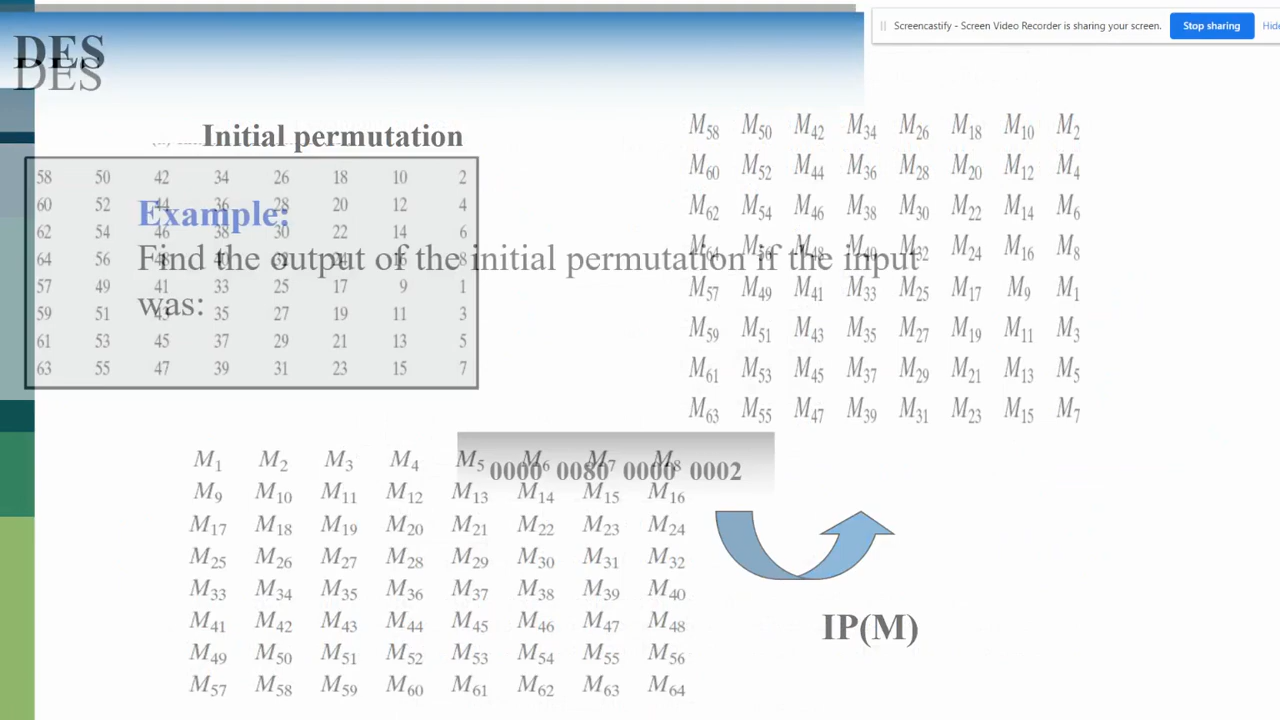 Screencastify - Screen Video Recorder is sharing your screen. Stop sharing Hide
DES
DES
Initial permutation
58 50 42 34 26 18 10 2
60 52 44 36 28 20 12 4
62 54 46 38 30 22 14 6
64 56 48 40 32 24 16 8
57 49 41 33 25 17 9 1
59 51 43 35 27 19 11 3
61 53 45 37 29 21 13 5
63 55 47 39 31 23 15 7
Example:
Find the output of the initial permutation if the input
was:
M58 M50 M42 M34 M26 M18 M10 M2
M60 M52 M44 M36 M28 M20 M12 M4
M62 M54 M46 M38 M30 M22 M14 M6
M64 M56 M48 M40 M32 M24 M16 M8
M57 M49 M41 M33 M25 M17 M9 M1
M59 M51 M43 M35 M27 M19 M11 M3
M61 M53 M45 M37 M29 M21 M13 M5
M63 M55 M47 M39 M31 M23 M15 M7
0000 0080 0000 0002
M1 M2 M3 M4 M5 M6 M7 M8
M9 M10 M11 M12 M13 M14 M15 M16
M17 M18 M19 M20 M21 M22 M23 M24
M25 M26 M27 M28 M29 M30 M31 M32
M33 M34 M35 M36 M37 M38 M39 M40
M41 M42 M43 M44 M45 M46 M47 M48
M49 M50 M51 M52 M53 M54 M55 M56
M57 M58 M59 M60 M61 M62 M63 M64
IP(M)